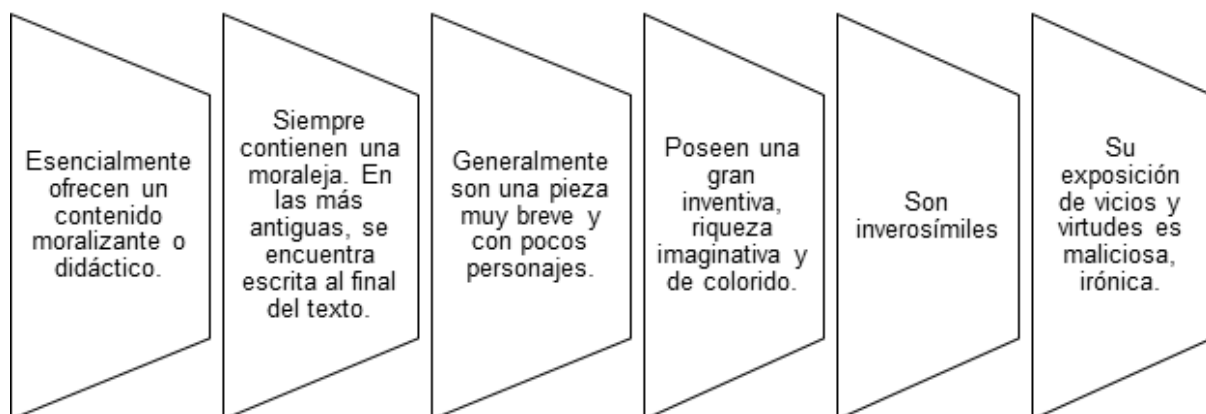 Esencialmente
ofrecen un
contenido
moralizante o
didáctico.
Siempre
contienen una
moraleja. En
las más
antiguas, se
encuentra
escrita al final
del texto.
Generalmente
son una pieza
muy breve y
con pocos
personajes.
Poseen una
gran
inventiva,
riqueza
imaginativa y
de colorido.
Son
inverosímiles
Su
exposición
de vicios y
virtudes es
maliciosa,
irónica.